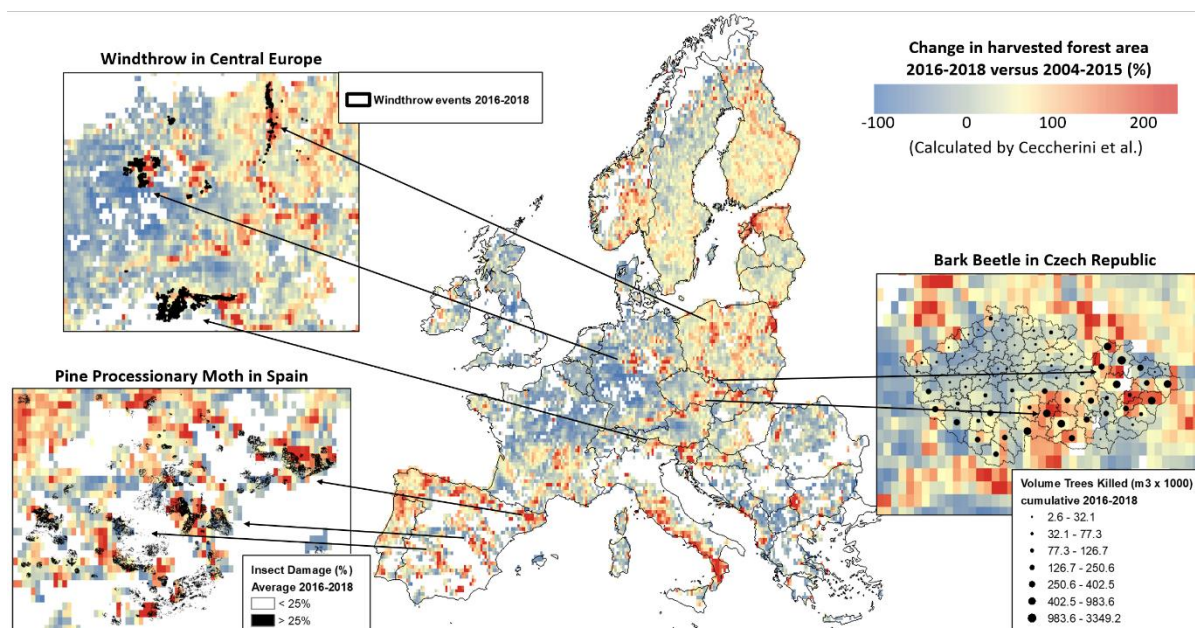 Windthrow in Central Europe
Windthrow events 2016-2018
Change in harvested forest area
2016-2018 versus 2004-2015 (%)
-100 0 100 200
(Calculated by Ceccherini et al.)
Bark Beetle in Czech Republic
Volume Trees Killed (m3 x 1000)
cumulative 2016-2018
2.6 - 32.1
32.1 - 77.3
77.3 - 126.7
126.7 - 250.6
250.6 - 402.5
402.5 - 983.6
983.6 - 3349.2
Pine Processionary Moth in Spain
Insect Damage (%)
Average 2016-2018
< 25%
> 25%